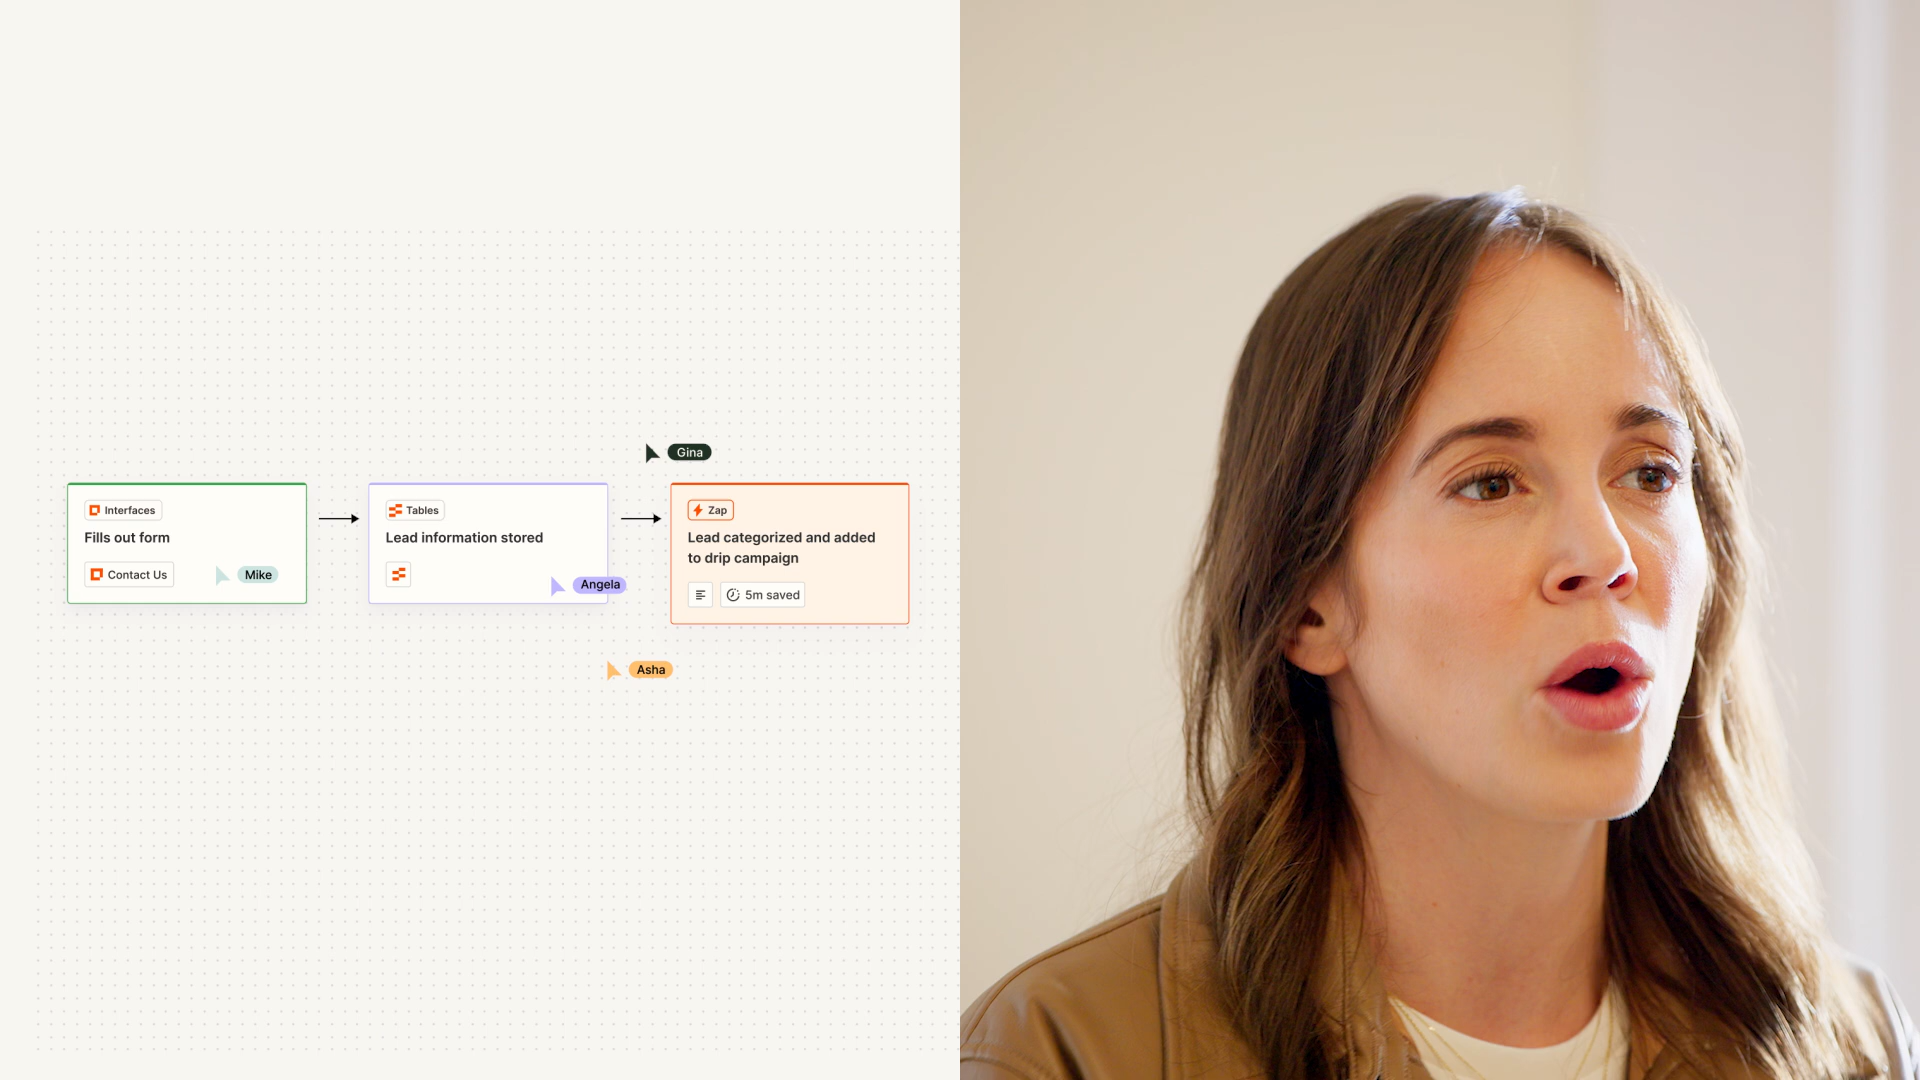 Gina
Interfaces
Fills out form
Contact Us
Mike
Tables
Lead information stored
Angela
Zap
Lead categorized and added
to drip campaign
5m saved
Asha